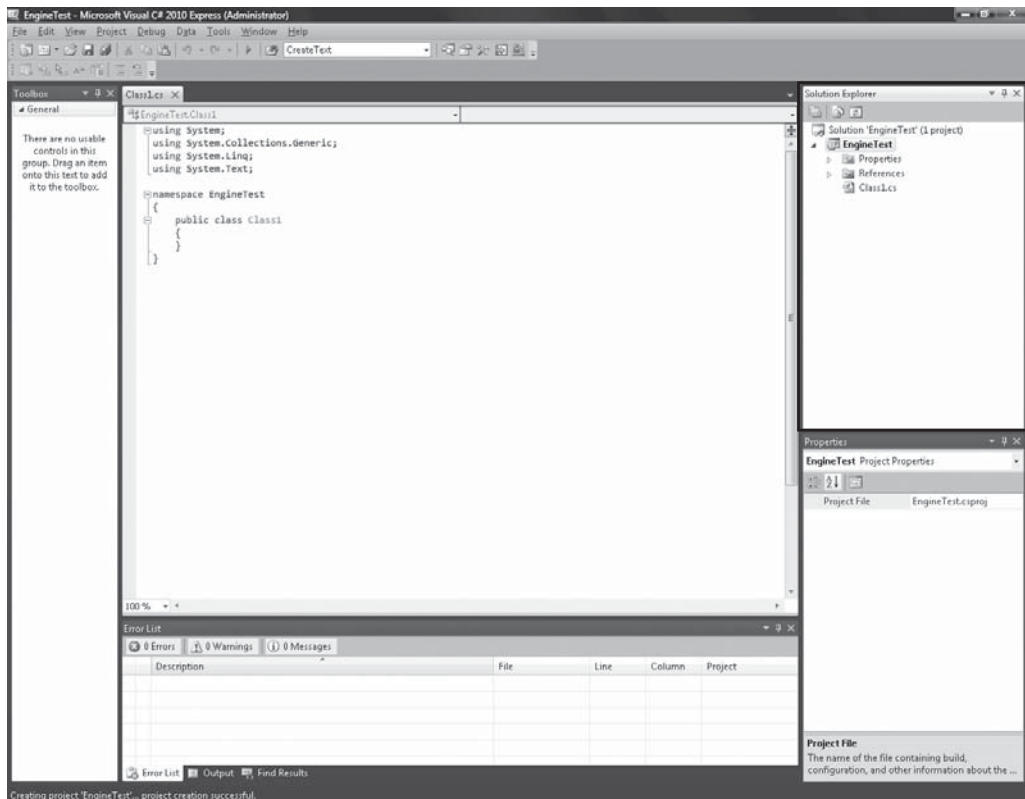 EngineTest - Microsoft Visual C# 2010 Express (Administrator)
File Edit View Project Debug Data Tools Window Help
CreateText
Toolbox
General
There are no usable
controls in this
group. Drag an item
onto this text to add
it to the toolbox.
Class1.cs
EngineTest.Class1
using System;
using System.Collections.Generic;
using System.Linq;
using System.Text;
namespace EngineTest
{
public class Class1
{
}
}
100 %
Solution Explorer
Solution 'EngineTest' (1 project)
EngineTest
Properties
References
Class1.cs
Properties
EngineTest Project Properties
Project File EngineTest.csproj
Project File
The name of the file containing build,
configuration, and other information about the ...
Error List
0 Errors 0 Warnings 0 Messages
Description File Line Column Project
Error List Output Find Results
Creating project 'EngineTest'... project creation successful.